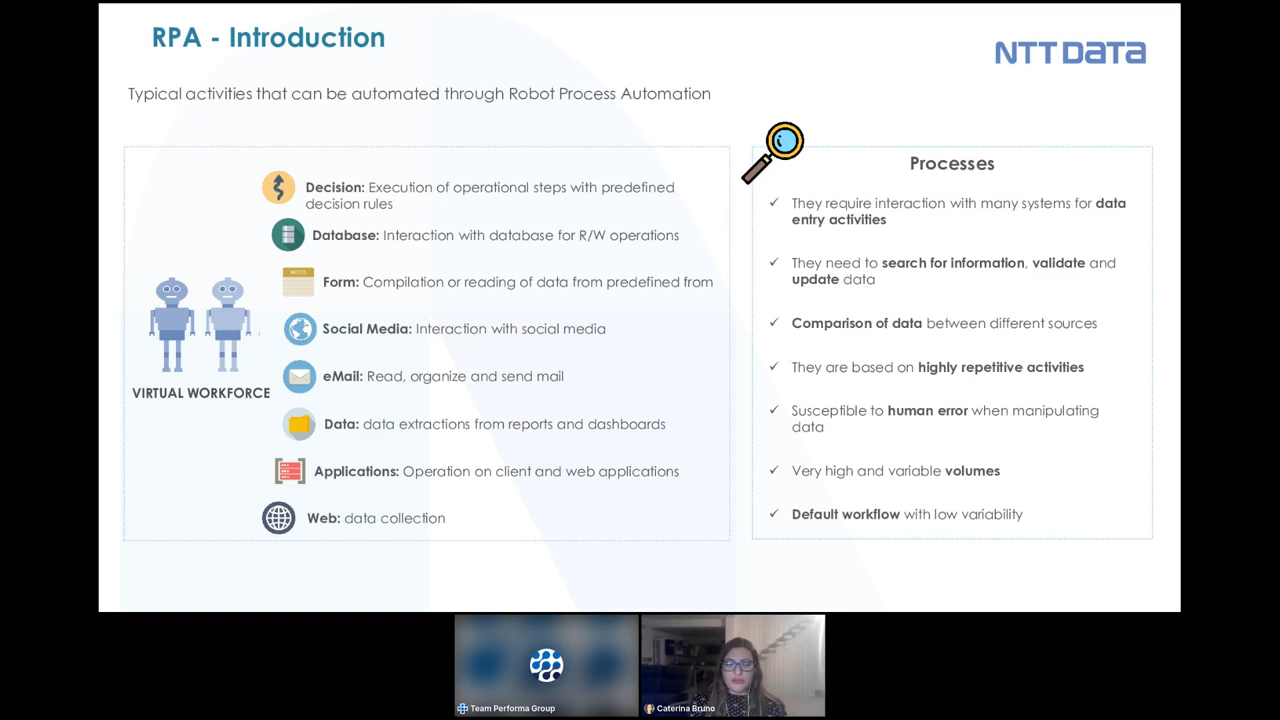 RPA - Introduction
NTT DATA
Typical activities that can be automated through Robot Process Automation
Decision: Execution of operational steps with predefined
decision rules
Database: Interaction with database for R/W operations
NOTES
Form: Compilation or reading of data from predefined from
Social Media: Interaction with social media
eMail: Read, organize and send mail
VIRTUAL WORKFORCE
Data: data extractions from reports and dashboards
Applications: Operation on client and web applications
Web: data collection
Processes
✓ They require interaction with many systems for data
entry activities
✓ They need to search for information, validate and
update data
✓ Comparison of data between different sources
✓ They are based on highly repetitive activities
✓ Susceptible to human error when manipulating
data
✓ Very high and variable volumes
✓ Default workflow with low variability
Team Performa Group
Caterina Bruno